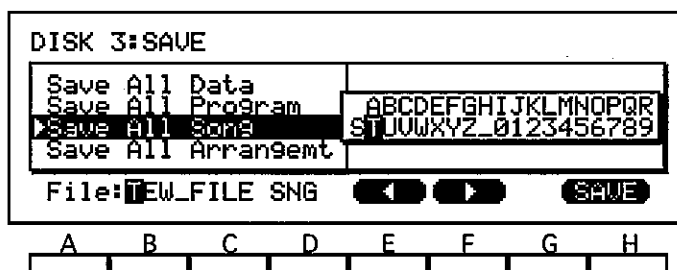 DISK 3:SAVE
Save All Data
Save All Program
Save All Song
Save All Arrangemt
ABCDEFGHIJKLMNOPQR
STUVWXYZ_0123456789
File:TEW_FILE SNG
SAVE
A B C D E F G H